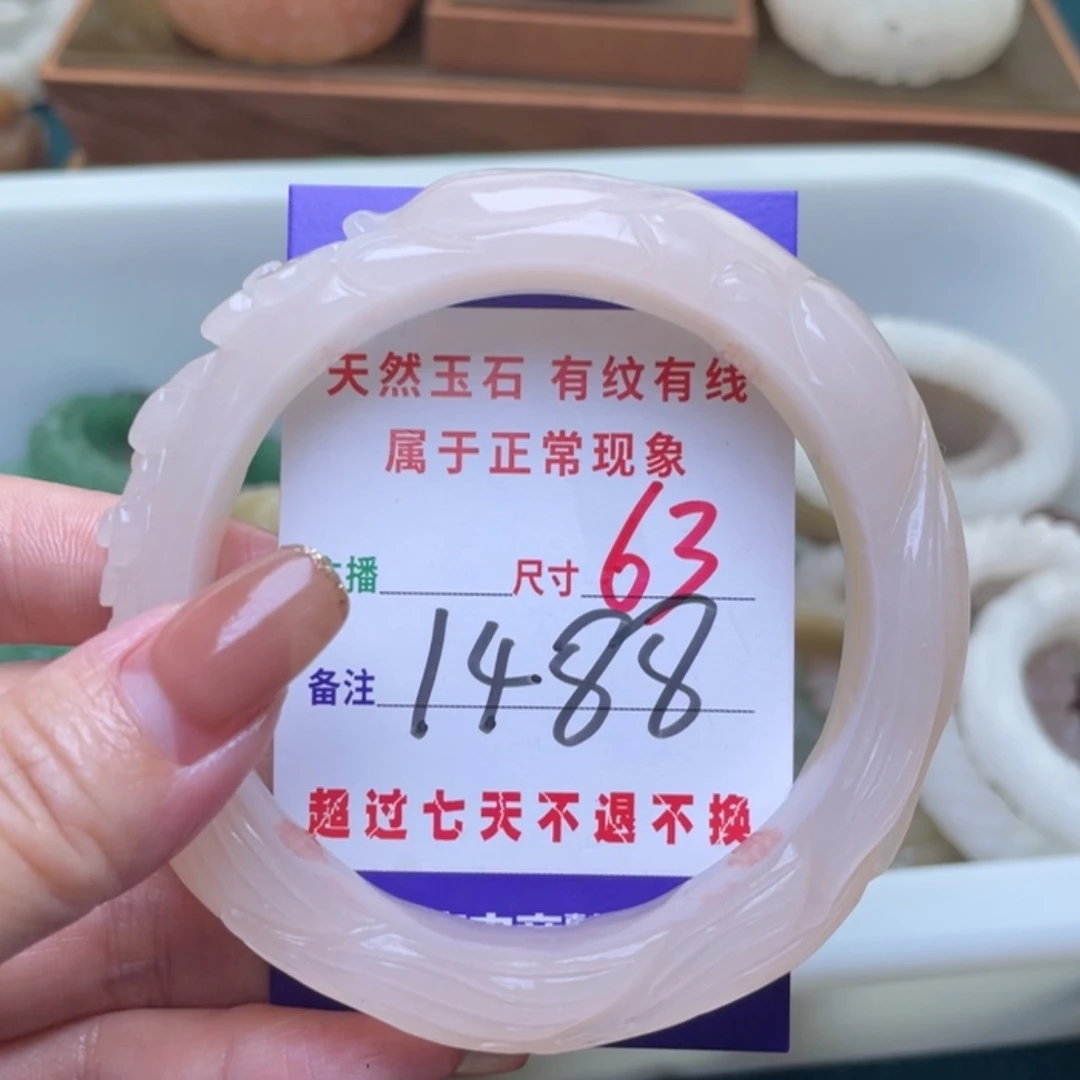 天然玉石 有纹有线
属于正常现象
播 尺寸 63
备注 1488
超过七天不退不换